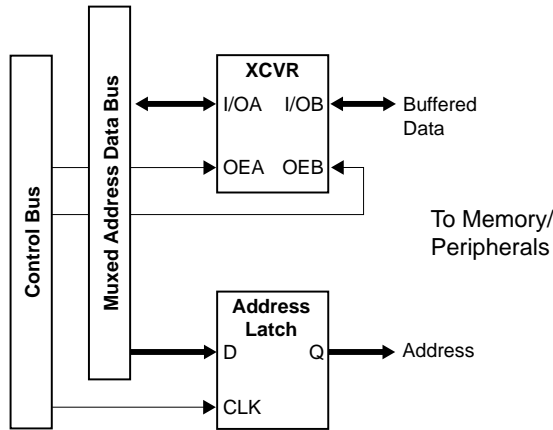 Control Bus
Muxed Address Data Bus
XCVR
I/OA I/OB
OEA OEB
Buffered
Data
To Memory/
Peripherals
Address
Latch
D Q
CLK
Address